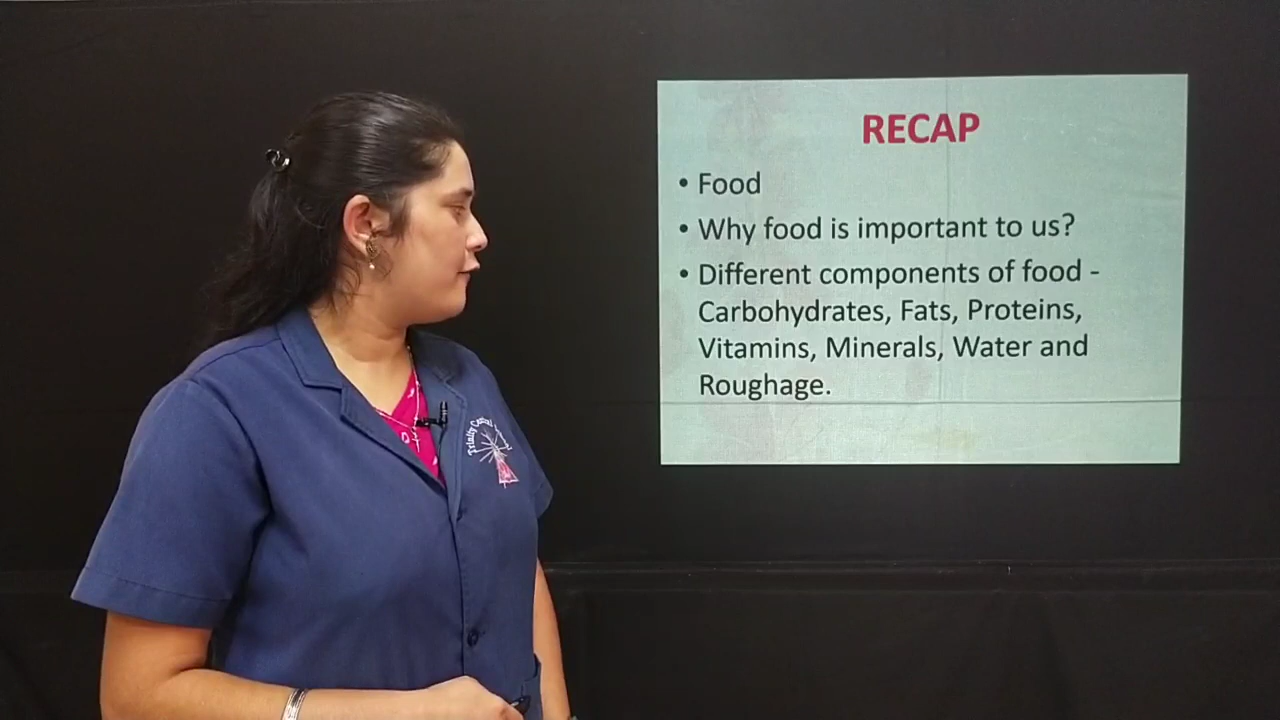 RECAP
• Food
• Why food is important to us?
• Different components of food -
Carbohydrates, Fats, Proteins,
Vitamins, Minerals, Water and
Roughage.
Trinity